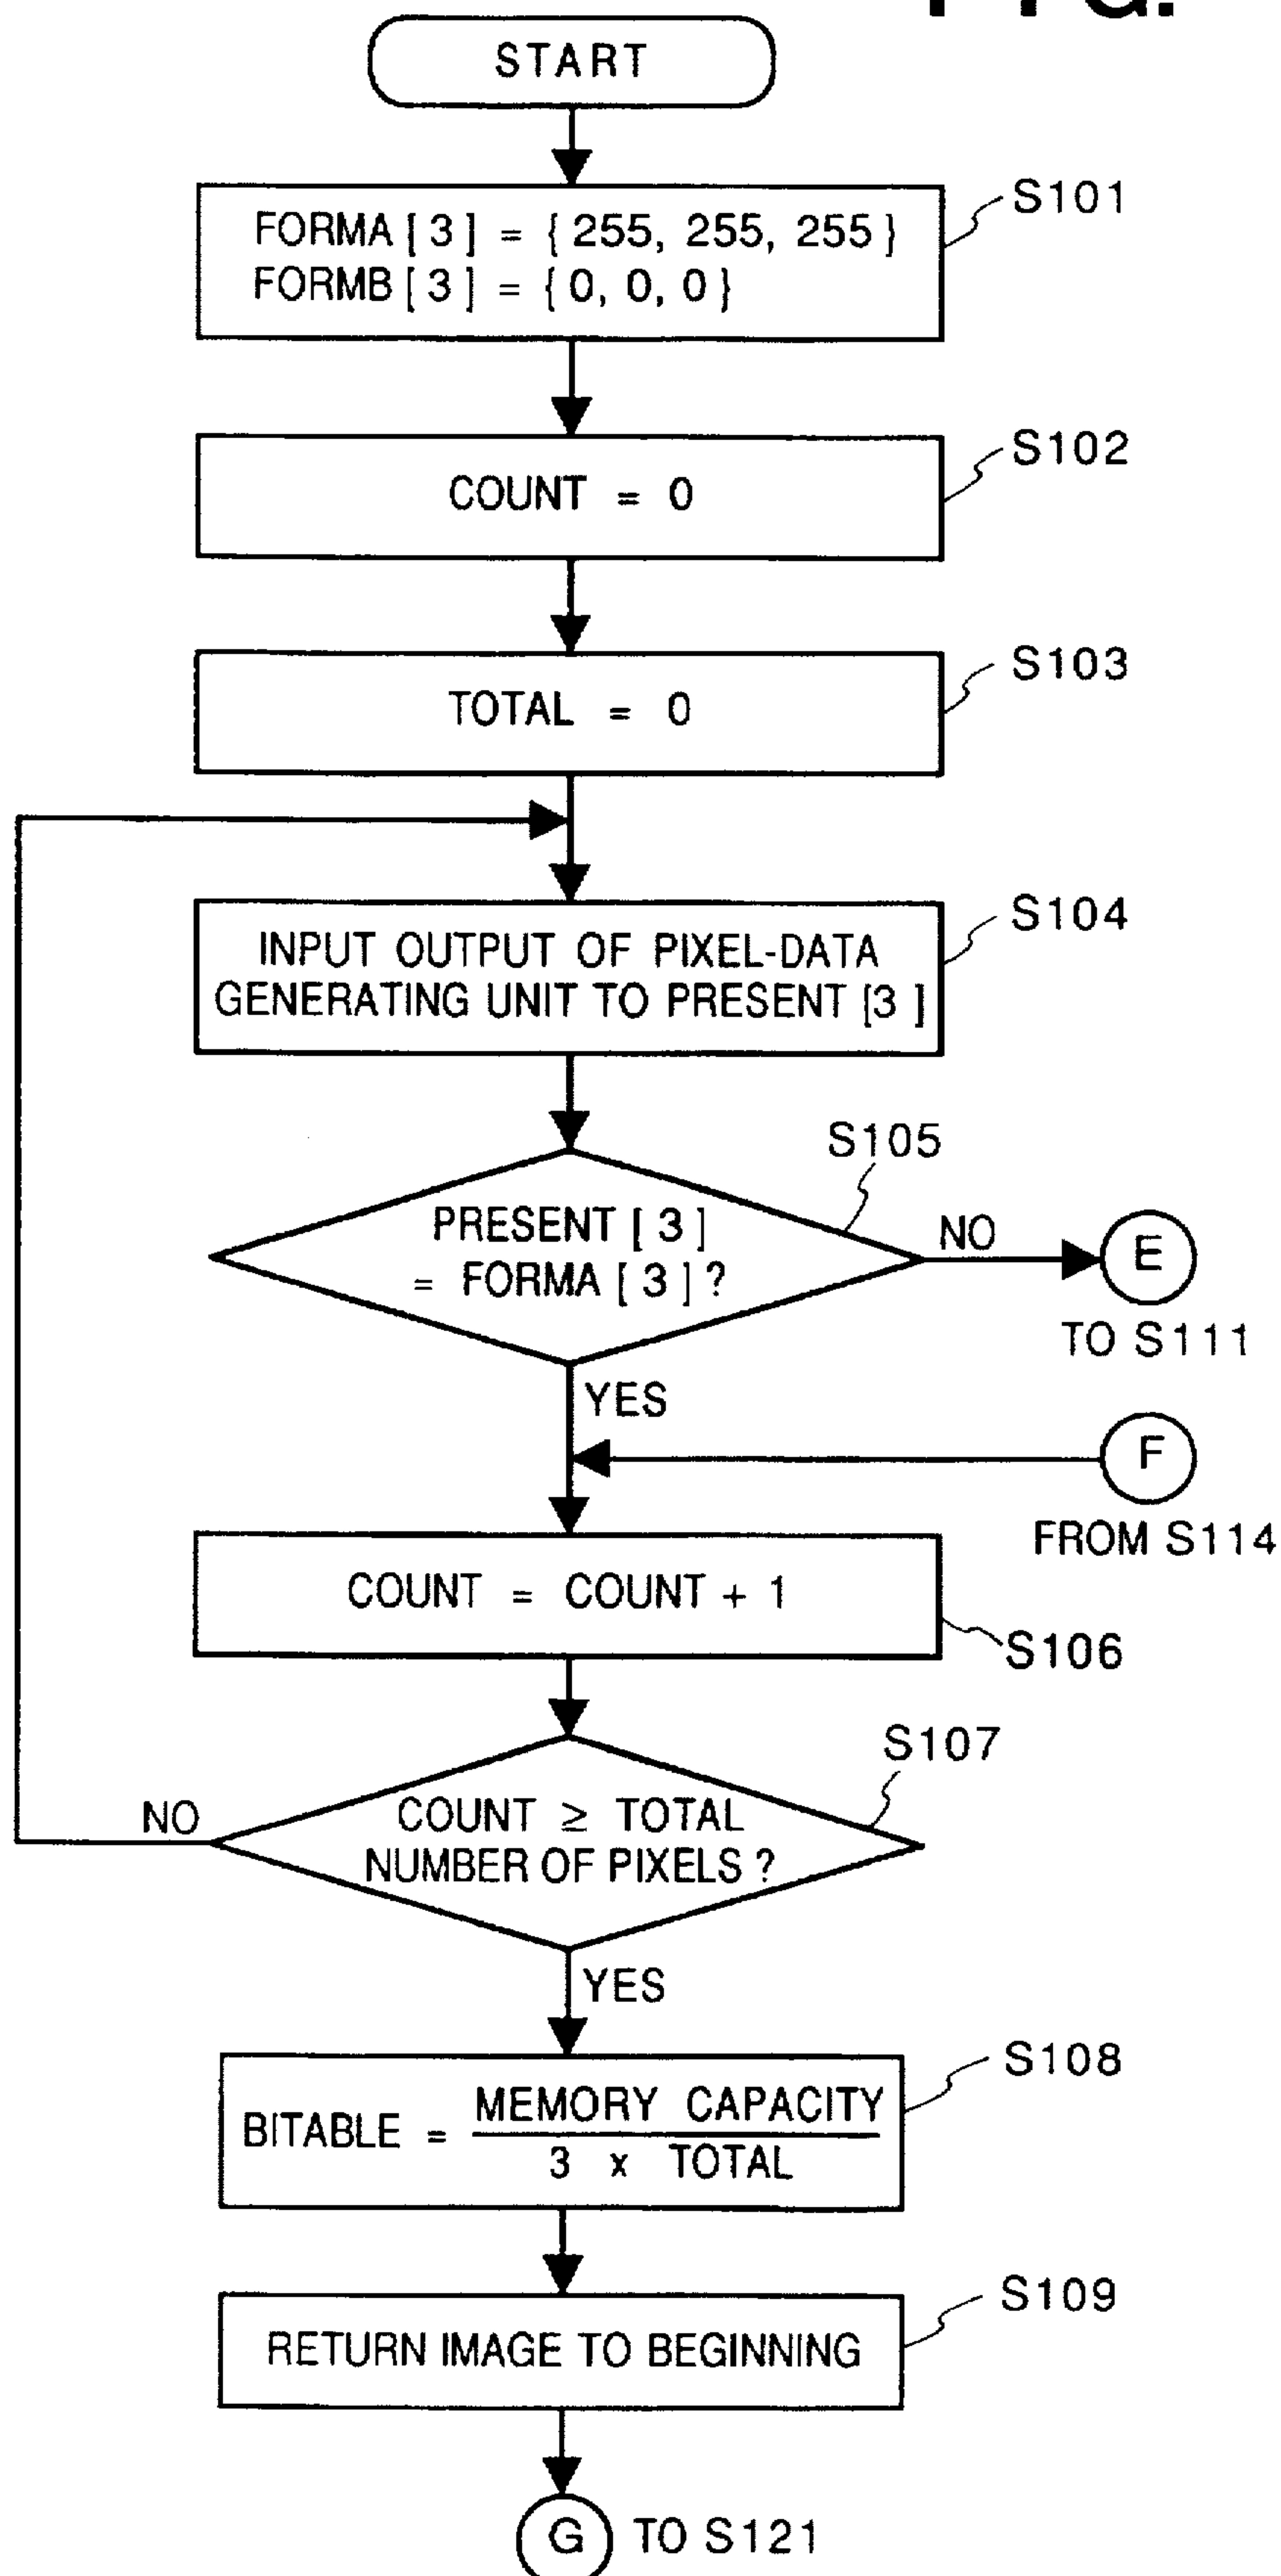 START
S101
FORMA [ 3 ] = { 255, 255, 255 }
FORMB [ 3 ] = { 0, 0, 0 }
S102
COUNT = 0
S103
TOTAL = 0
S104
INPUT OUTPUT OF PIXEL-DATA
GENERATING UNIT TO PRESENT [3 ]
S105
PRESENT [ 3 ]
= FORMA [ 3 ] ?
NO
E
TO S111
YES
F
FROM S114
COUNT = COUNT + 1
S106
S107
NO
COUNT ≥ TOTAL
NUMBER OF PIXELS ?
YES
S108
MEMORY CAPACITY
BITABLE =
3 x TOTAL
S109
RETURN IMAGE TO BEGINNING
G TO S121